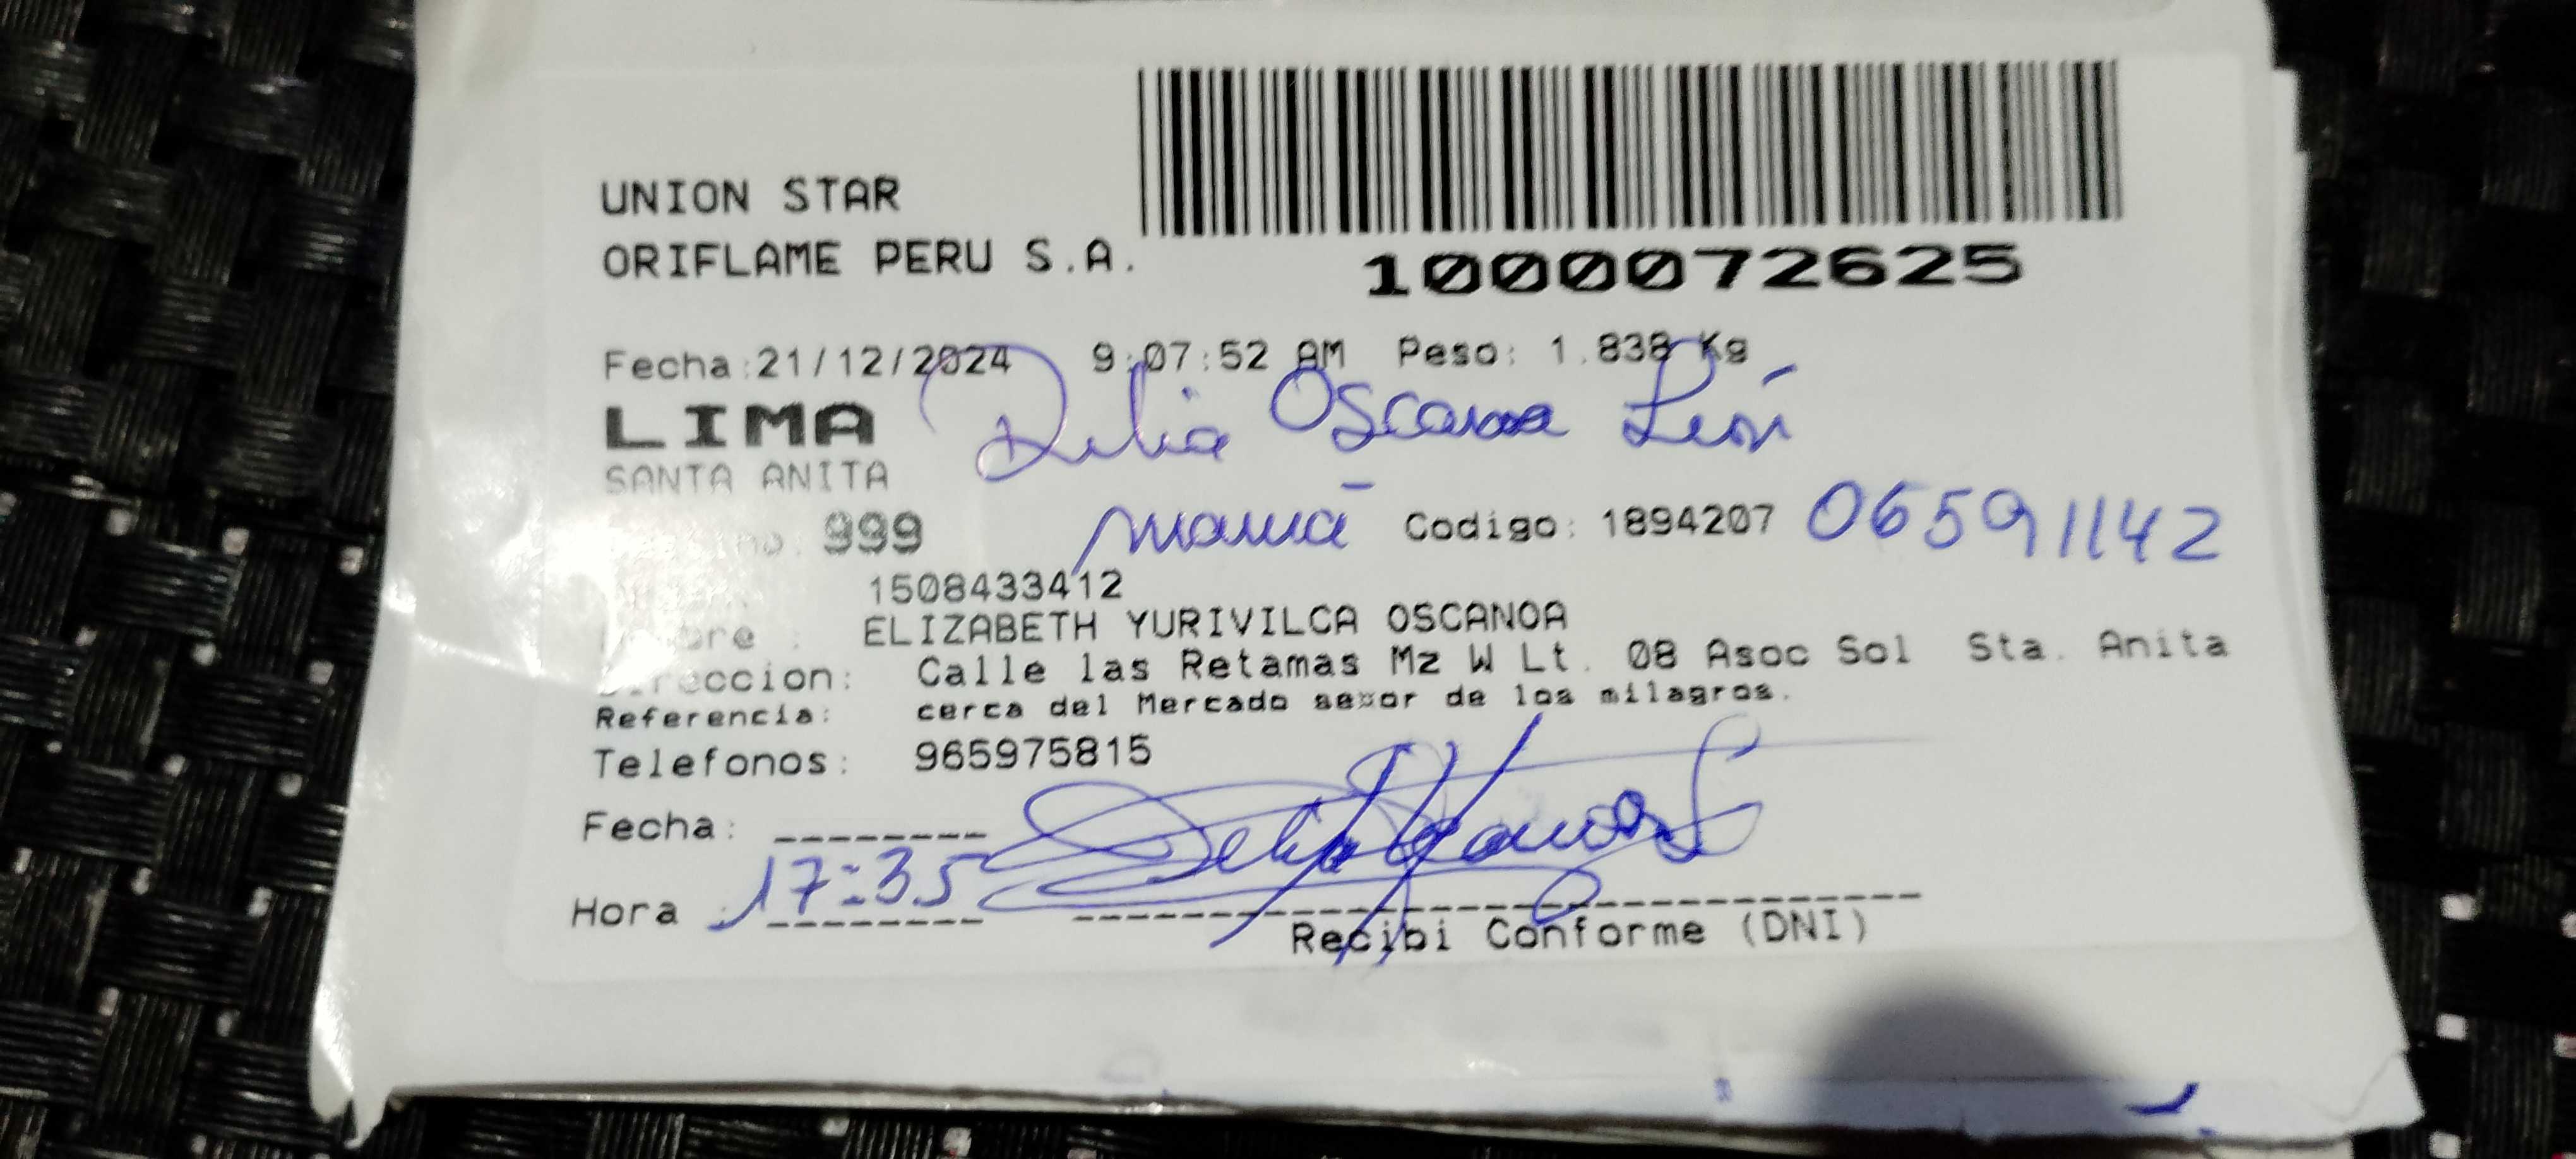 UNION STAR
ORIFLAME PERU S.A.
1000072625
Fecha:21/12/2024 9:07:52 AM Peso: 1.838 Kg
LIMA
Delia Oscanoa León
SANTA ANITA
999 mamá Codigo: 1894207 06591142
1508433412
ELIZABETH YURIVILCA OSCANOA
Direccion: Calle las Retamas Mz W Lt. 08 Asoc Sol Sta. Anita
Referencia: cerca del Mercado de los milagros.
Telefonos: 965975815
Fecha:
Hora : 17:35
Recibi Conforme (DNI)